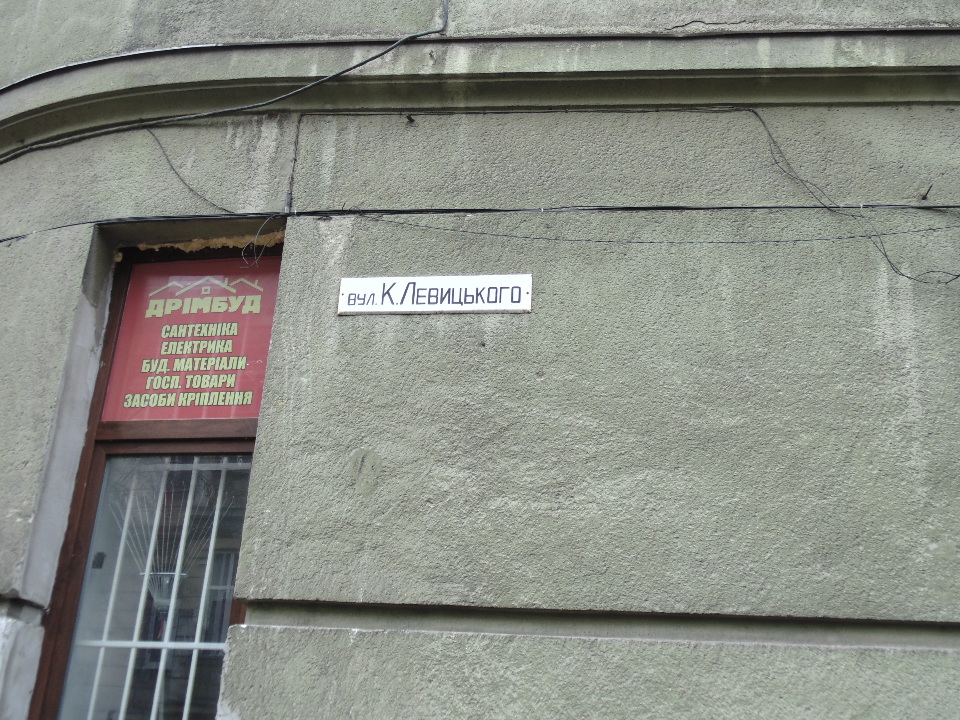 ДРІМБУД
САНТЕХНІКА
ЕЛЕКТРИКА
БУД. МАТЕРІАЛИ-
ГОСП. ТОВАРИ
ЗАСОБИ КРІПЛЕННЯ
вул. К. Левицького